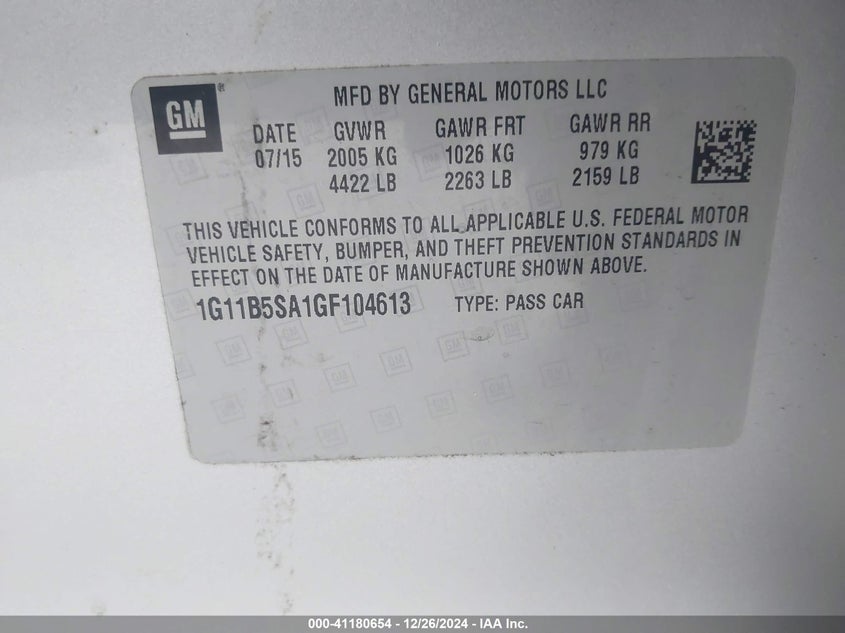 GM®
MFD BY GENERAL MOTORS LLC
DATE GVWR GAWR FRT GAWR RR
07/15 2005 KG 1026 KG 979 KG
4422 LB 2263 LB 2159 LB
THIS VEHICLE CONFORMS TO ALL APPLICABLE U.S. FEDERAL MOTOR
VEHICLE SAFETY, BUMPER, AND THEFT PREVENTION STANDARDS IN
EFFECT ON THE DATE OF MANUFACTURE SHOWN ABOVE.
1G11B5SA1GF104613 TYPE: PASS CAR
000-41180654 - 12/26/2024 - IAA Inc.